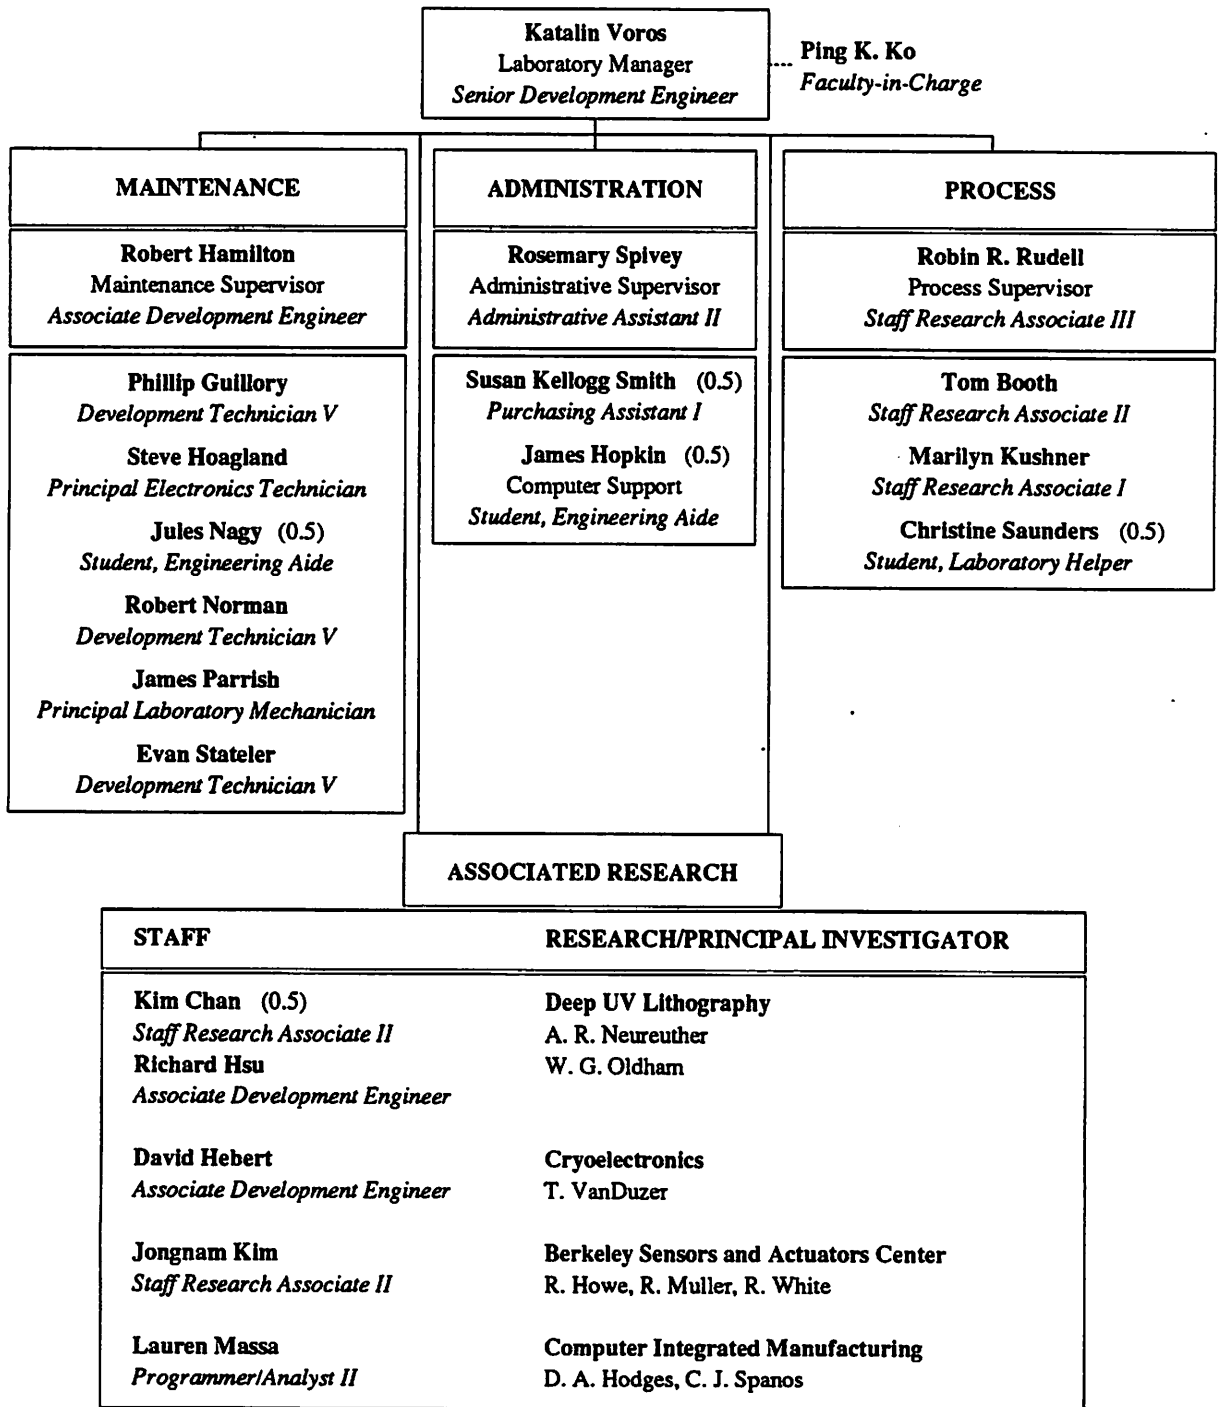 Katalin Voros
Laboratory Manager
Senior Development Engineer
Ping K. Ko
Faculty-in-Charge
MAINTENANCE
Robert Hamilton
Maintenance Supervisor
Associate Development Engineer
Phillip Guillory
Development Technician V
Steve Hoagland
Principal Electronics Technician
Jules Nagy (0.5)
Student, Engineering Aide
Robert Norman
Development Technician V
James Parrish
Principal Laboratory Mechanician
Evan Stateler
Development Technician V
ADMINISTRATION
Rosemary Spivey
Administrative Supervisor
Administrative Assistant II
Susan Kellogg Smith (0.5)
Purchasing Assistant I
James Hopkin (0.5)
Computer Support
Student, Engineering Aide
PROCESS
Robin R. Rudell
Process Supervisor
Staff Research Associate III
Tom Booth
Staff Research Associate II
Marilyn Kushner
Staff Research Associate I
Christine Saunders (0.5)
Student, Laboratory Helper
ASSOCIATED RESEARCH
STAFF
RESEARCH/PRINCIPAL INVESTIGATOR
Kim Chan (0.5)
Staff Research Associate II
Richard Hsu
Associate Development Engineer
Deep UV Lithography
A. R. Neureuther
W. G. Oldham
David Hebert
Associate Development Engineer
Cryoelectronics
T. VanDuzer
Jongnam Kim
Staff Research Associate II
Berkeley Sensors and Actuators Center
R. Howe, R. Muller, R. White
Lauren Massa
Programmer/Analyst II
Computer Integrated Manufacturing
D. A. Hodges, C. J. Spanos